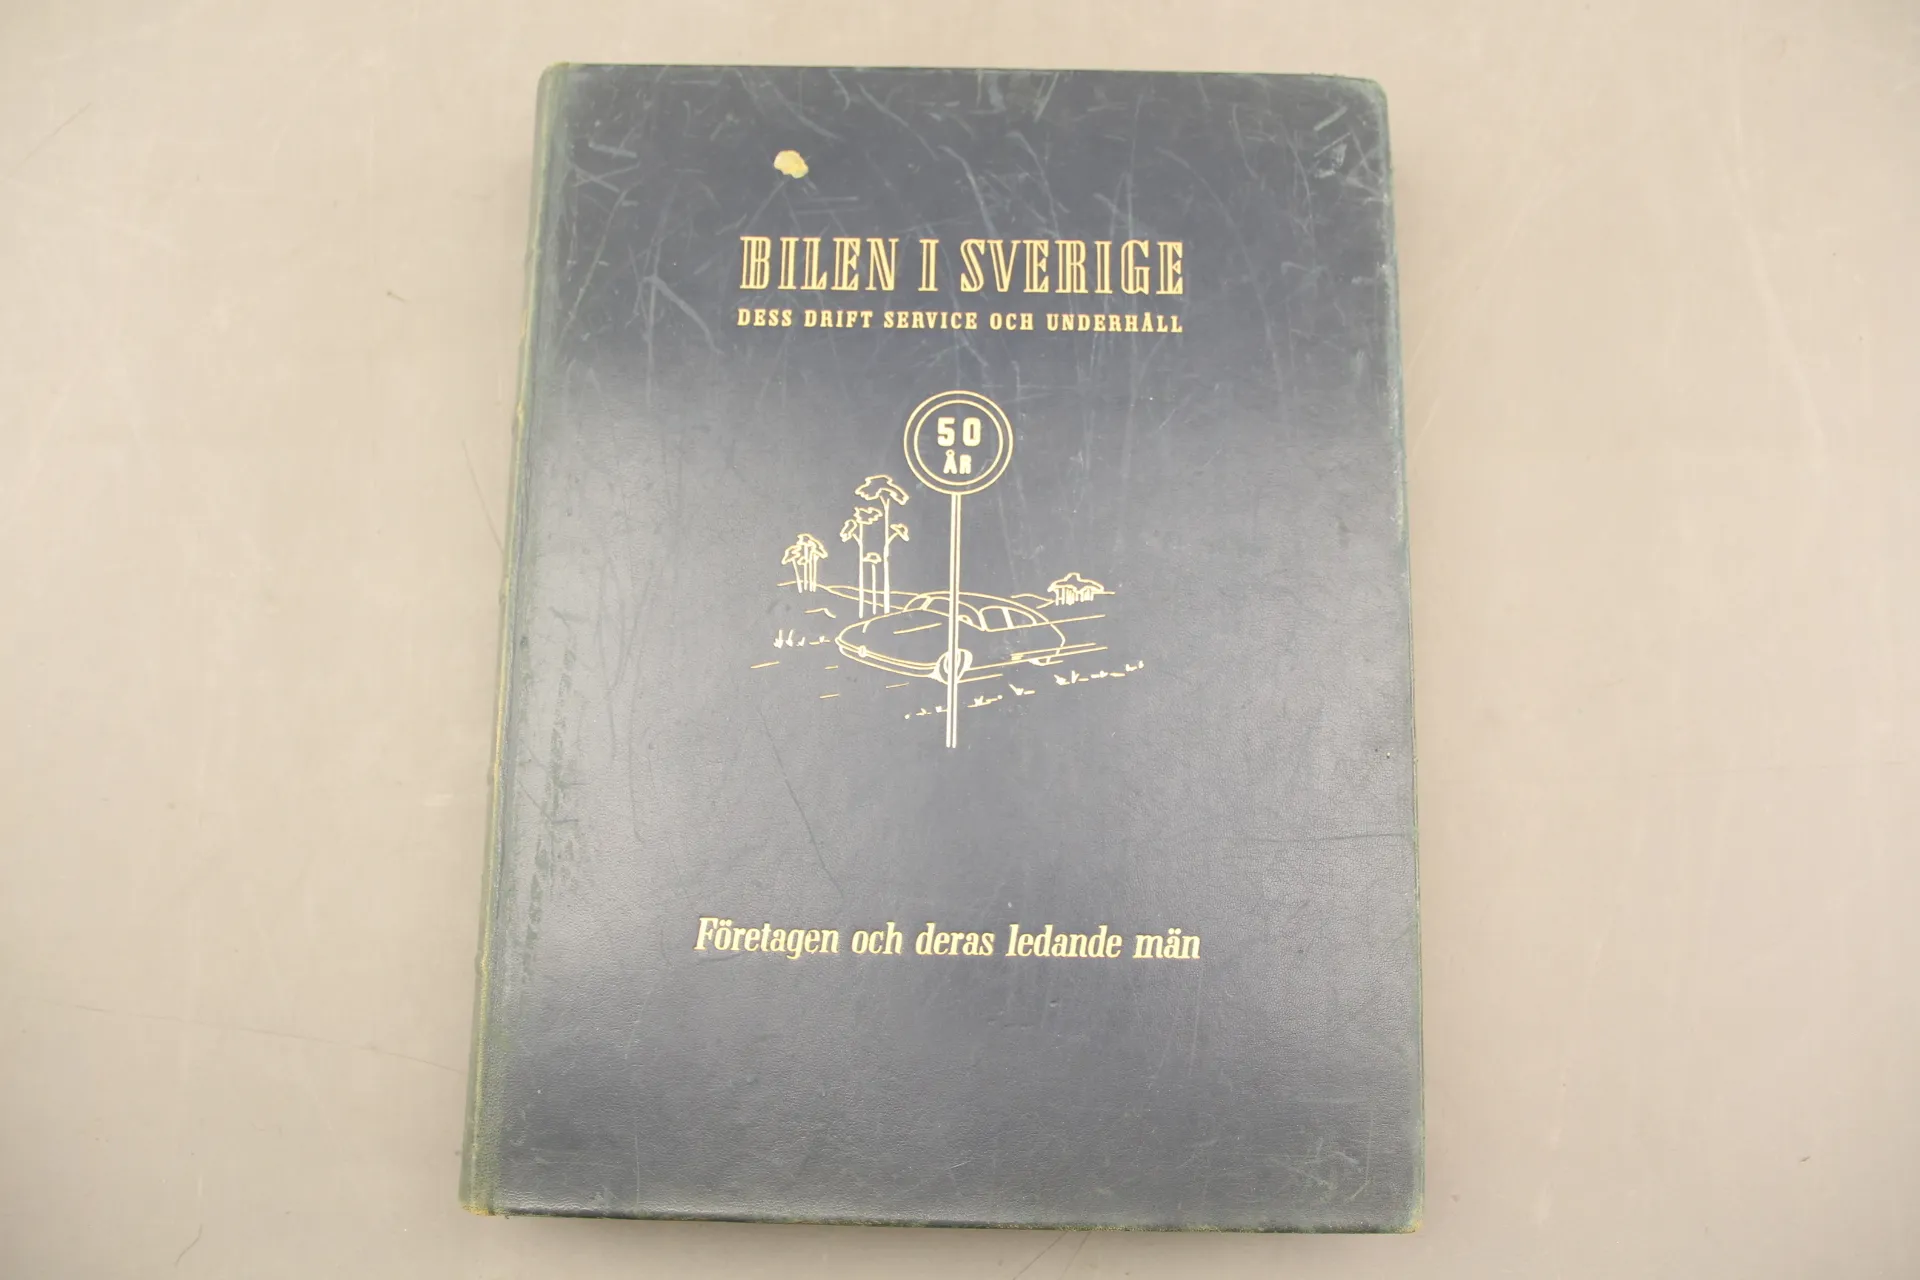 BILEN I SVERIGE
DESS DRIFT SERVICE OCH UNDERHÅLL
50
ÅR
Företagen och deras ledande män